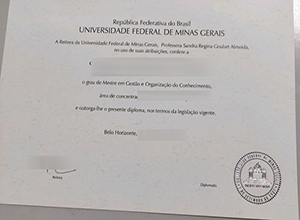 República Federativa do Brasil
UNIVERSIDADE FEDERAL DE MINAS GERAIS
A Reitora da Universidade Federal de Minas Gerais, Professora Sandra Regina Goulart Almeida,
no uso de suas atribuições, confere a
o grau de Mestre em Gestão e Organização do Conhecimento,
área de concentra
e outorga-lhe o presente diploma, nos termos da legislação vigente.
Belo Horizonte,
Reitora
Diplomado